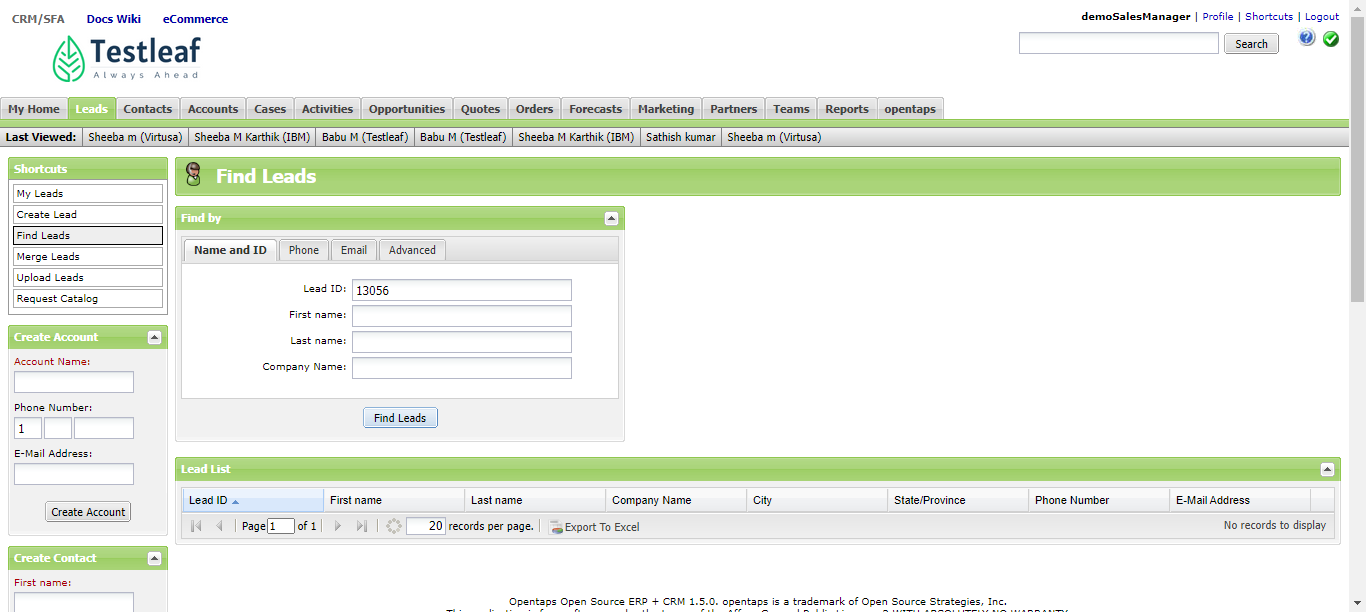 CRM/SFA Docs Wiki eCommerce
demoSalesManager | Profile | Shortcuts | Logout
Testleaf
Always Ahead
Search
My Home Leads Contacts Accounts Cases Activities Opportunities Quotes Orders Forecasts Marketing Partners Teams Reports opentaps
Last Viewed: Sheeba m (Virtusa) Sheeba M Karthik (IBM) Babu M (Testleaf) Babu M (Testleaf) Sheeba M Karthik (IBM) Sathish kumar Sheeba m (Virtusa)
Shortcuts
My Leads
Create Lead
Find Leads
Merge Leads
Upload Leads
Request Catalog
Create Account
Account Name:
Phone Number:
1
E-Mail Address:
Create Account
Create Contact
First name:
Find Leads
Find by
Name and ID Phone Email Advanced
Lead ID: 13056
First name:
Last name:
Company Name:
Find Leads
Lead List
Lead ID First name Last name Company Name City State/Province Phone Number E-Mail Address
Page 1 of 1 20 records per page. Export To Excel No records to display
Opentaps Open Source ERP + CRM 1.5.0. opentaps is a trademark of Open Source Strategies, Inc.